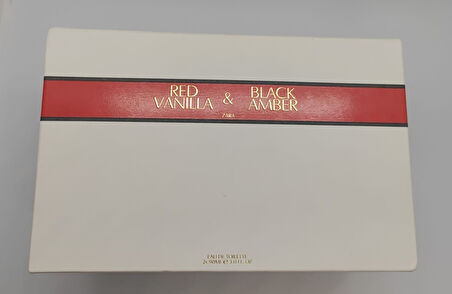 RED VANILLA & BLACK AMBER
ZARA
EAU DE TOILETTE